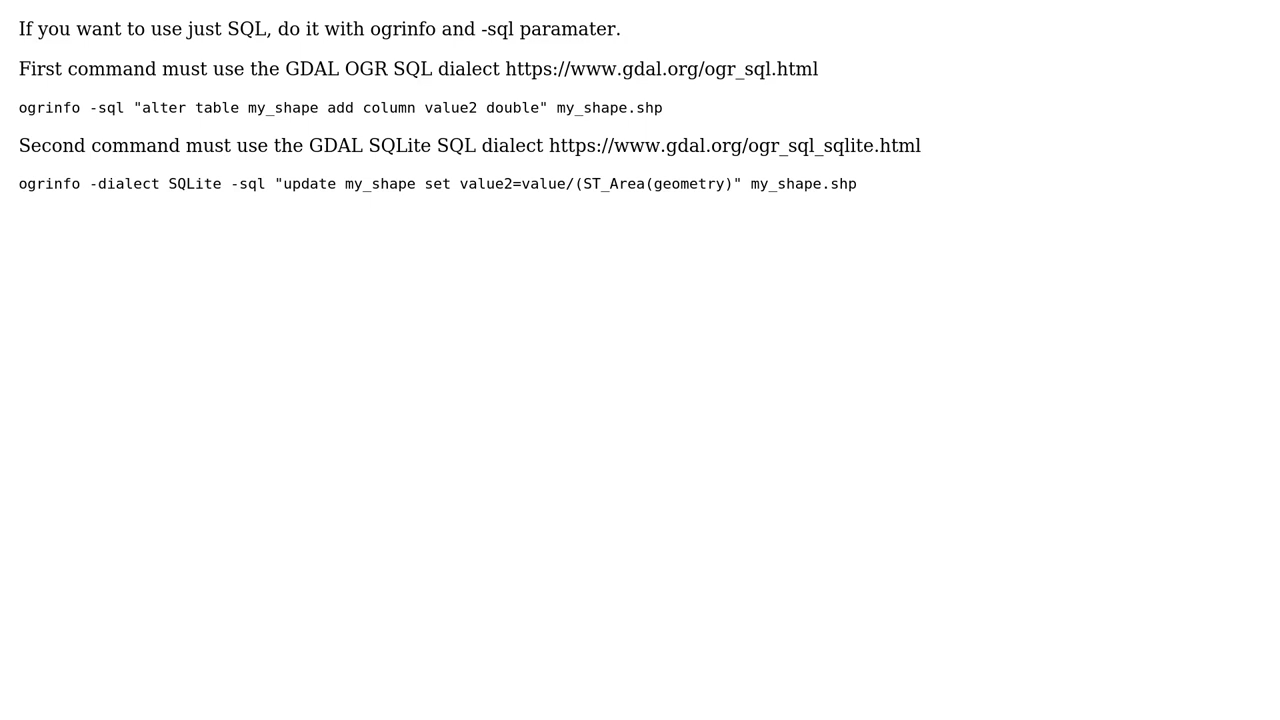 If you want to use just SQL, do it with ogrinfo and -sql paramater.
First command must use the GDAL OGR SQL dialect https://www.gdal.org/ogr_sql.html
ogrinfo -sql "alter table my_shape add column value2 double" my_shape.shp
Second command must use the GDAL SQLite SQL dialect https://www.gdal.org/ogr_sql_sqlite.html
ogrinfo -dialect SQLite -sql "update my_shape set value2=value/(ST_Area(geometry)" my_shape.shp